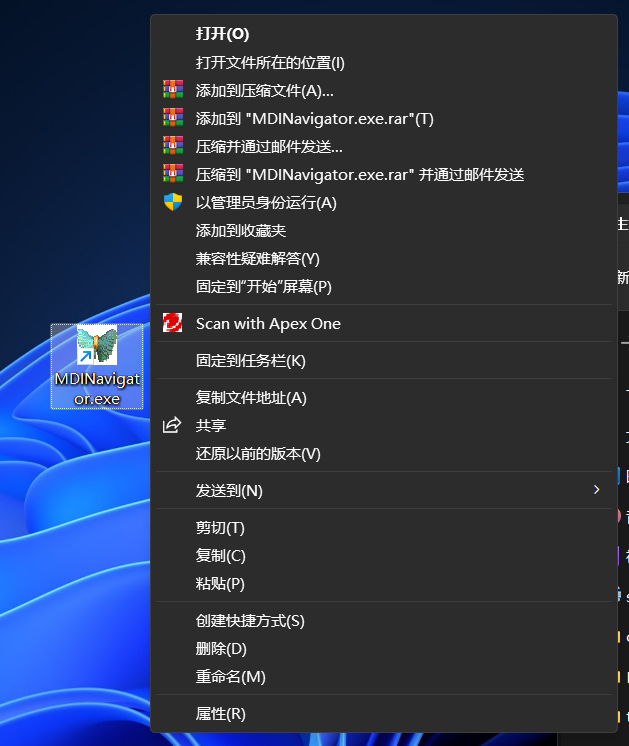 打开(O)
打开文件所在的位置(I)
添加到压缩文件(A)...
添加到 "MDINavigator.exe.rar"(T)
压缩并通过邮件发送...
压缩到 "MDINavigator.exe.rar" 并通过邮件发送
以管理员身份运行(A)
添加到收藏夹
兼容性疑难解答(Y)
固定到"开始"屏幕(P)
Scan with Apex One
固定到任务栏(K)
复制文件地址(A)
共享
还原以前的版本(V)
发送到(N)
剪切(T)
复制(C)
粘贴(P)
创建快捷方式(S)
删除(D)
重命名(M)
属性(R)
MDINavigat
or.exe
生
新